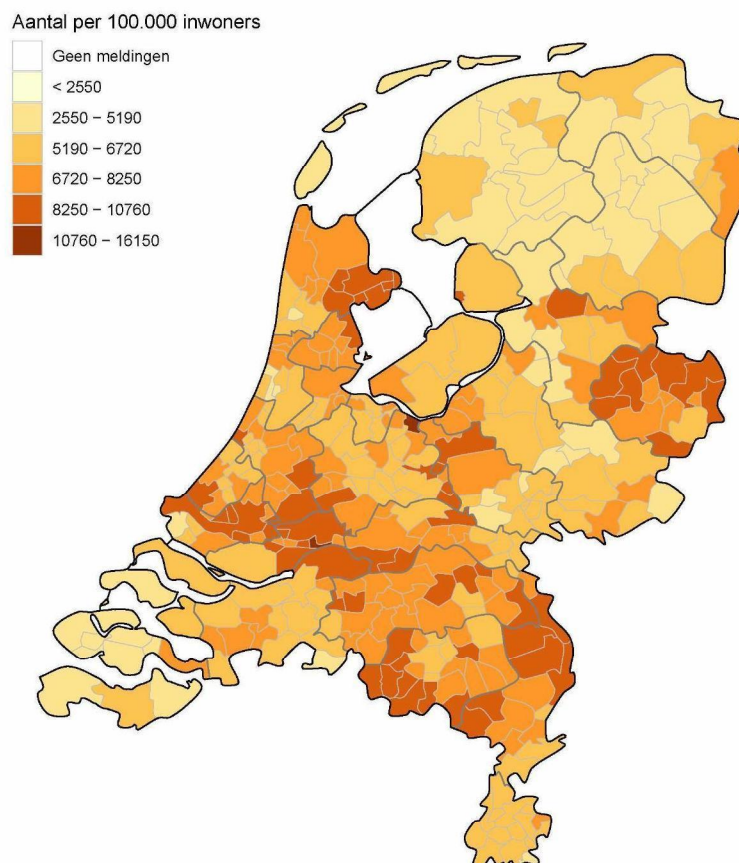 Aantal per 100.000 inwoners
Geen meldingen
< 2550
2550 – 5190
5190 – 6720
6720 – 8250
8250 – 10760
10760 – 16150